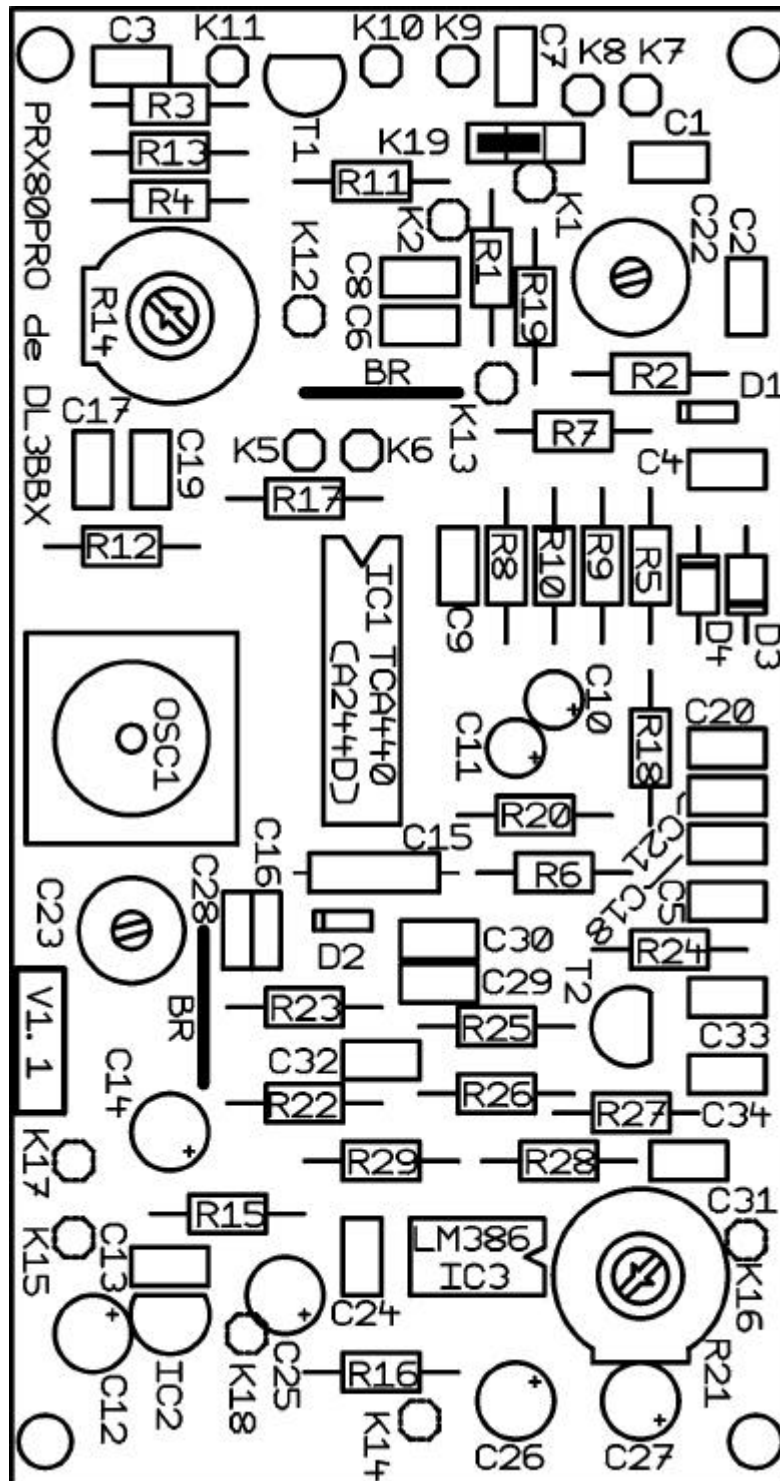 C3
K11
K10
K9
C7
K8
K7
R3
T1
K19
C1
R13
R11
R4
K2
K1
C22
C2
PRX80PRO de DL3BBX
K12
C8
R1
R19
R14
C6
BR
R2
D1
C17
C19
K5
K6
K13
R7
C4
R17
R12
IC1 TCA440
(A244D)
C9
R8
R10
R9
R5
D4
D3
OSC1
C10
C11
R18
C20
R20
C21
C15
R6
C16
C28
C23
C18
C5
D2
C30
R24
C29
T2
BR
V1.1
R23
R25
C33
C32
C14
R22
R26
R27
C34
K17
R29
R28
C31
R15
K15
C13
LM386
IC3
K16
C24
C12
IC2
K18
C25
R16
R21
K14
C26
C27